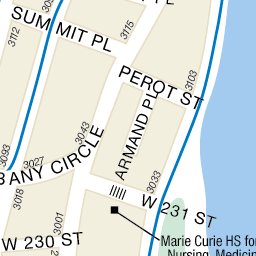 PL
SUMMIT PL
3112
3115
PEROT ST
3103
ARMAND PL
3043
3093
3027
BANY CIRCLE
3033
3018
3001
W 231 ST
W 230 ST
Marie Curie HS for
Nursing, Medicin